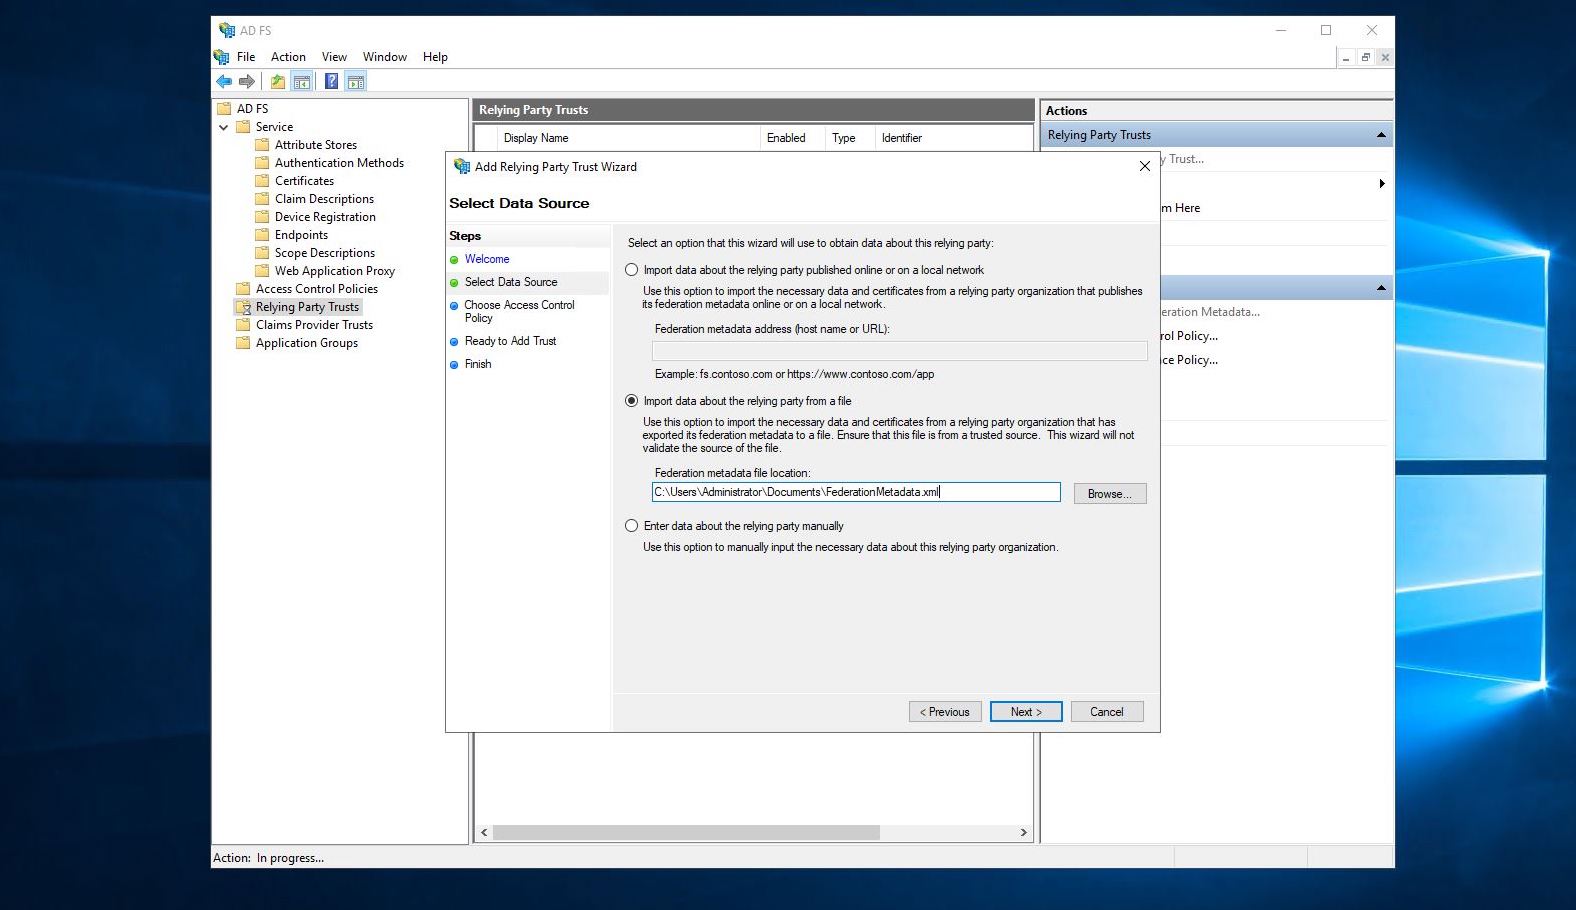 AD FS
File Action View Window Help
AD FS
Service
Attribute Stores
Authentication Methods
Certificates
Claim Descriptions
Device Registration
Endpoints
Scope Descriptions
Web Application Proxy
Access Control Policies
Relying Party Trusts
Claims Provider Trusts
Application Groups
Relying Party Trusts
Display Name Enabled Type Identifier
Actions
Relying Party Trusts
y Trust...
m Here
eration Metadata...
rol Policy...
ce Policy...
Add Relying Party Trust Wizard
Select Data Source
Steps
Welcome
Select Data Source
Choose Access Control
Policy
Ready to Add Trust
Finish
Select an option that this wizard will use to obtain data about this relying party:
Import data about the relying party published online or on a local network
Use this option to import the necessary data and certificates from a relying party organization that publishes
its federation metadata online or on a local network.
Federation metadata address (host name or URL):
Example: fs.contoso.com or https://www.contoso.com/app
Import data about the relying party from a file
Use this option to import the necessary data and certificates from a relying party organization that has
exported its federation metadata to a file. Ensure that this file is from a trusted source. This wizard will not
validate the source of the file.
Federation metadata file location:
C:\Users\Administrator\Documents\FederationMetadata.xml
Browse...
Enter data about the relying party manually
Use this option to manually input the necessary data about this relying party organization.
< Previous Next > Cancel
Action: In progress...